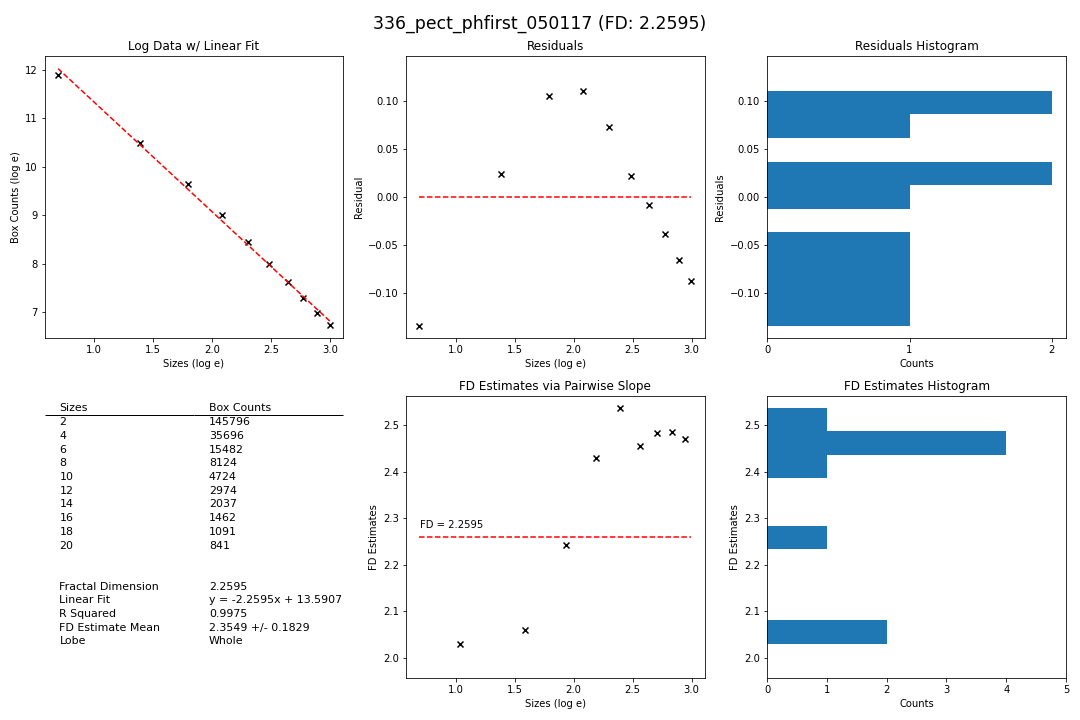 336_pect_phfirst_050117 (FD: 2.2595)
Log Data w/ Linear Fit
Box Counts (log e)
12
11
10
9
8
7
1.0 1.5 2.0 2.5 3.0
Sizes (log e)
Residuals
Residual
0.10
0.05
0.00
−0.05
−0.10
1.0 1.5 2.0 2.5 3.0
Sizes (log e)
Residuals Histogram
Residuals
0.10
0.05
0.00
−0.05
−0.10
0 1 2
Counts
Sizes Box Counts
2 145796
4 35696
6 15482
8 8124
10 4724
12 2974
14 2037
16 1462
18 1091
20 841
Fractal Dimension 2.2595
Linear Fit y = -2.2595x + 13.5907
R Squared 0.9975
FD Estimate Mean 2.3549 +/- 0.1829
Lobe Whole
FD Estimates via Pairwise Slope
FD Estimates
2.5
2.4
2.3
2.2
2.1
2.0
FD = 2.2595
1.0 1.5 2.0 2.5 3.0
Sizes (log e)
FD Estimates Histogram
FD Estimates
2.5
2.4
2.3
2.2
2.1
2.0
0 1 2 3 4 5
Counts